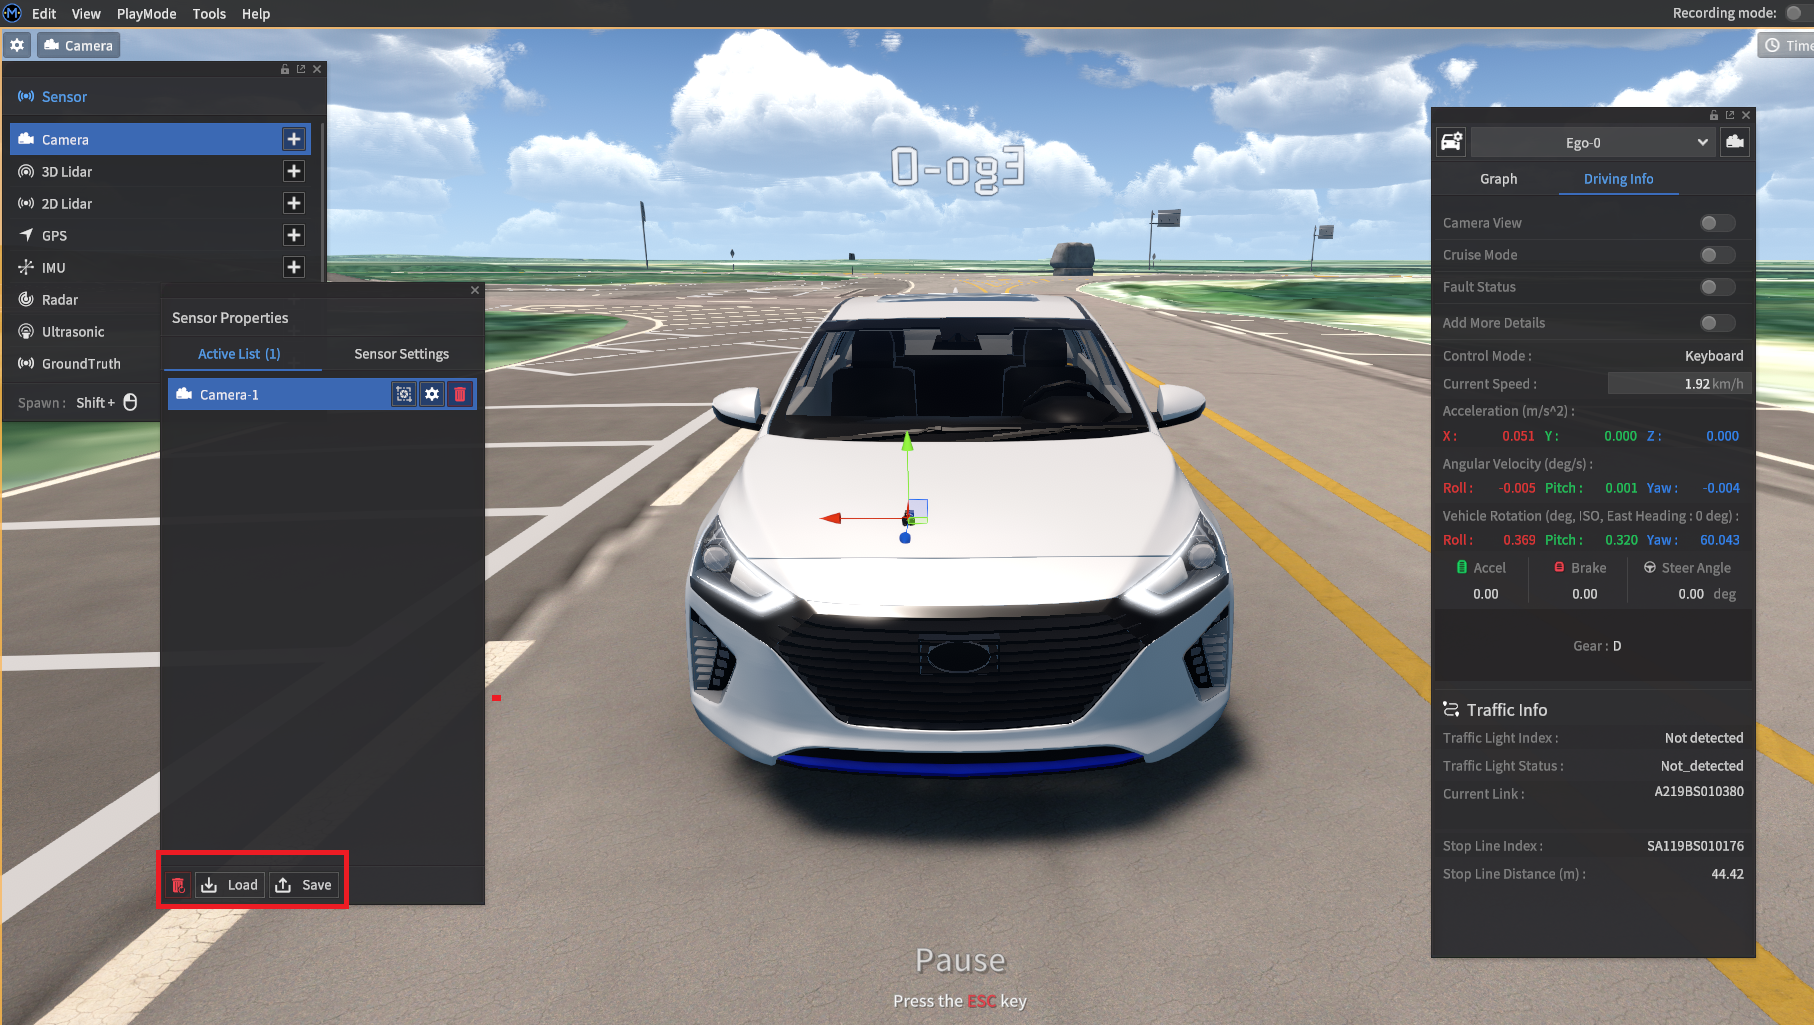 Edit View PlayMode Tools Help
Recording mode:
Camera
Time
Sensor
Camera
3D Lidar
2D Lidar
GPS
IMU
Radar
Ultrasonic
GroundTruth
Spawn : Shift +
Sensor Properties
Active List (1) Sensor Settings
Camera-1
Load Save
Ego-0
Ego-0
Graph Driving Info
Camera View
Cruise Mode
Fault Status
Add More Details
Control Mode : Keyboard
Current Speed : 1.92 km/h
Acceleration (m/s^2) :
X : 0.051 Y : 0.000 Z : 0.000
Angular Velocity (deg/s) :
Roll : -0.005 Pitch : 0.001 Yaw : -0.004
Vehicle Rotation (deg, ISO, East Heading : 0 deg) :
Roll : 0.369 Pitch : 0.320 Yaw : 60.043
Accel Brake Steer Angle
0.00 0.00 0.00 deg
Gear : D
Traffic Info
Traffic Light Index : Not detected
Traffic Light Status : Not_detected
Current Link : A219BS010380
Stop Line Index : SA119BS010176
Stop Line Distance (m) : 44.42
Pause
Press the ESC key